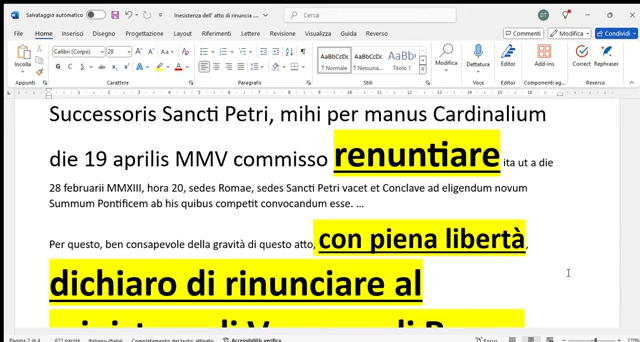 Salvataggio automatico
Inesistenza dell' atto di rinuncia ...
Cerca
DT
File Home Inserisci Disegno Progettazione Layout Riferimenti Lettere Revisione Visualizza Guida
Commenti Modifica Condividi
Incolla
Calibri (Corpo) 28
AaBbCcDc AaBbCcDc AaBbC
Normale Nessuna... Titolo 1
Modifica Dettatura Editor Add-ins Correct Rephraser
Appunti Carattere Paragrafo Stili Voce Editor Componenti ag...
Successoris Sancti Petri, mihi per manus Cardinalium
die 19 aprilis MMV commisso renuntiare ita ut a die
28 februarii MMXIII, hora 20, sedes Romae, sedes Sancti Petri vacet et Conclave ad eligendum novum
Summum Pontificem ab his quibus competit convocandum esse. ...
Per questo, ben consapevole della gravità di questo atto, con piena libertà,
dichiaro di rinunciare al
Pagina 2 di 4 622 parole Italiano (Italia) Completamento del testo: attivato Accessibilità: verifica Focus 170%